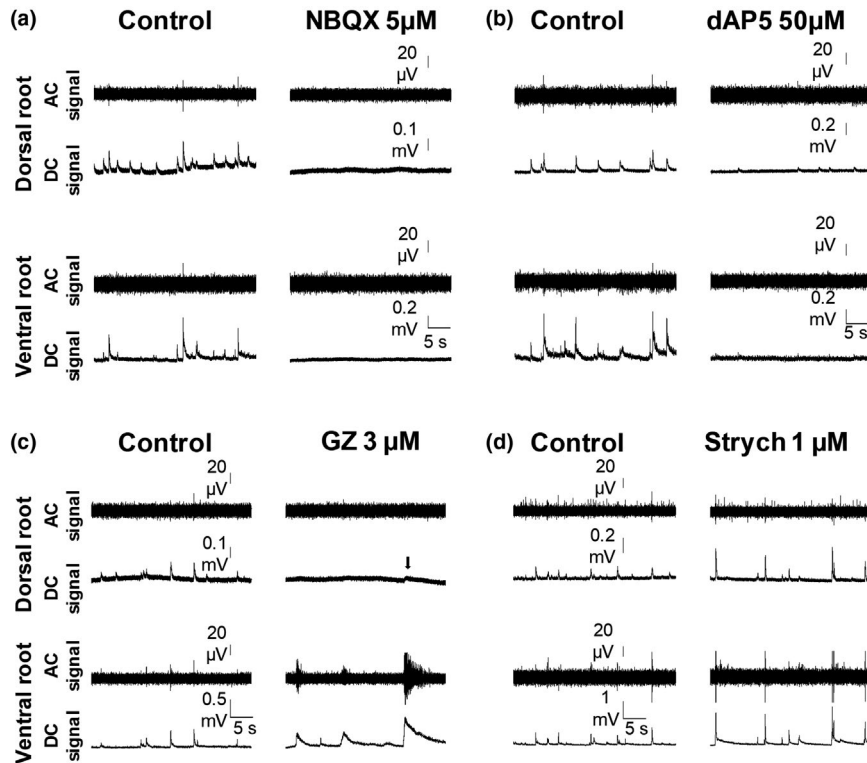 (a) Control NBQX 5µM
Dorsal root
AC signal
20 µV
DC signal
0.1 mV
Ventral root
AC signal
20 µV
DC signal
0.2 mV
5 s
(b) Control dAP5 50µM
20 µV
0.2 mV
20 µV
0.2 mV
5 s
(c) Control GZ 3 µM
Dorsal root
AC signal
20 µV
DC signal
0.1 mV
Ventral root
AC signal
20 µV
DC signal
0.5 mV
5 s
(d) Control Strych 1 µM
20 µV
0.2 mV
20 µV
1 mV
5 s